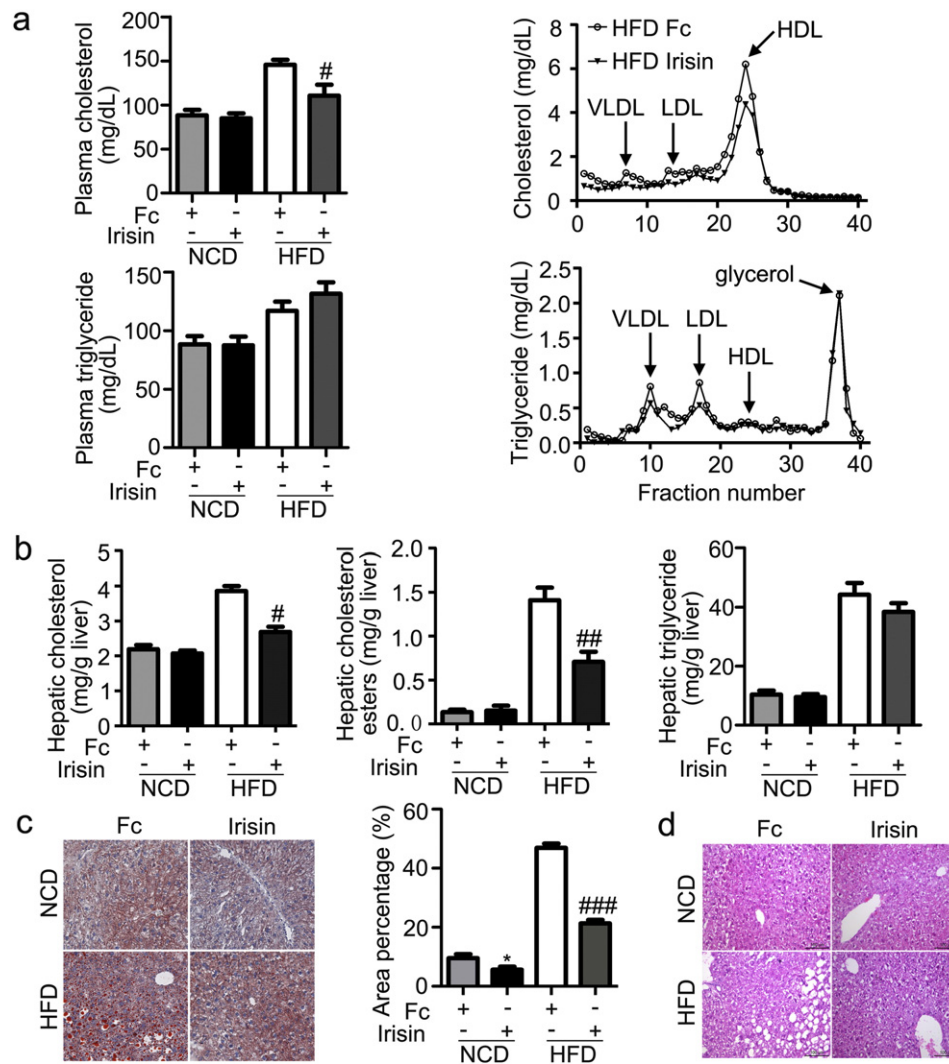 a
Plasma cholesterol
(mg/dL)
200
150
100
50
0
Fc + - + -
Irisin - + - +
NCD HFD
#
Cholesterol (mg/dL)
8
6
4
2
0
0 10 20 30 40
HFD Fc
HFD Irisin
HDL
VLDL LDL
Plasma triglyceride
(mg/dL)
150
100
50
0
Fc + - + -
Irisin - + - +
NCD HFD
Triglyceride (mg/dL)
2.5
2.0
1.5
1.0
0.5
0.0
0 10 20 30 40
Fraction number
glycerol
VLDL LDL
HDL
b
Hepatic cholesterol
(mg/g liver)
5
4
3
2
1
0
#
Fc + - + -
Irisin - + - +
NCD HFD
Hepatic cholesterol
esters (mg/g liver)
2.0
1.5
1.0
0.5
0.0
##
Fc + - + -
Irisin - + - +
NCD HFD
Hepatic triglyceride
(mg/g liver)
60
40
20
0
Fc + - + -
Irisin - + - +
NCD HFD
c
Fc Irisin
NCD
HFD
Area percentage (%)
60
40
20
0
*
###
Fc + - + -
Irisin - + - +
NCD HFD
d
Fc Irisin
NCD
HFD